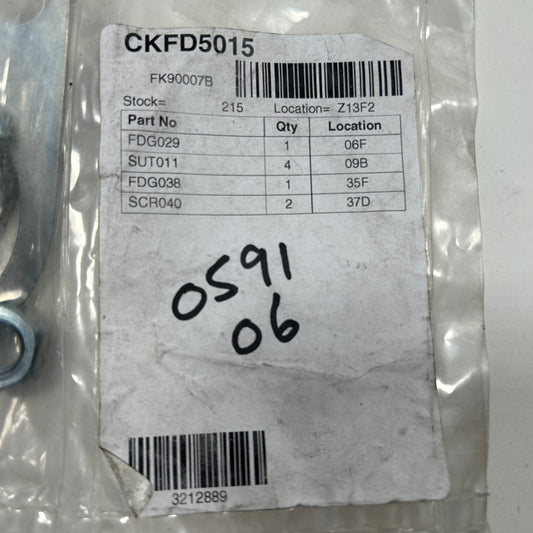 CKFD5015
FK90007B
Stock= 215 Location= Z13F2
Part No Qty Location
FDG029 1 06F
SUT011 4 09B
FDG038 1 35F
SCR040 2 37D
0591
06
3212889